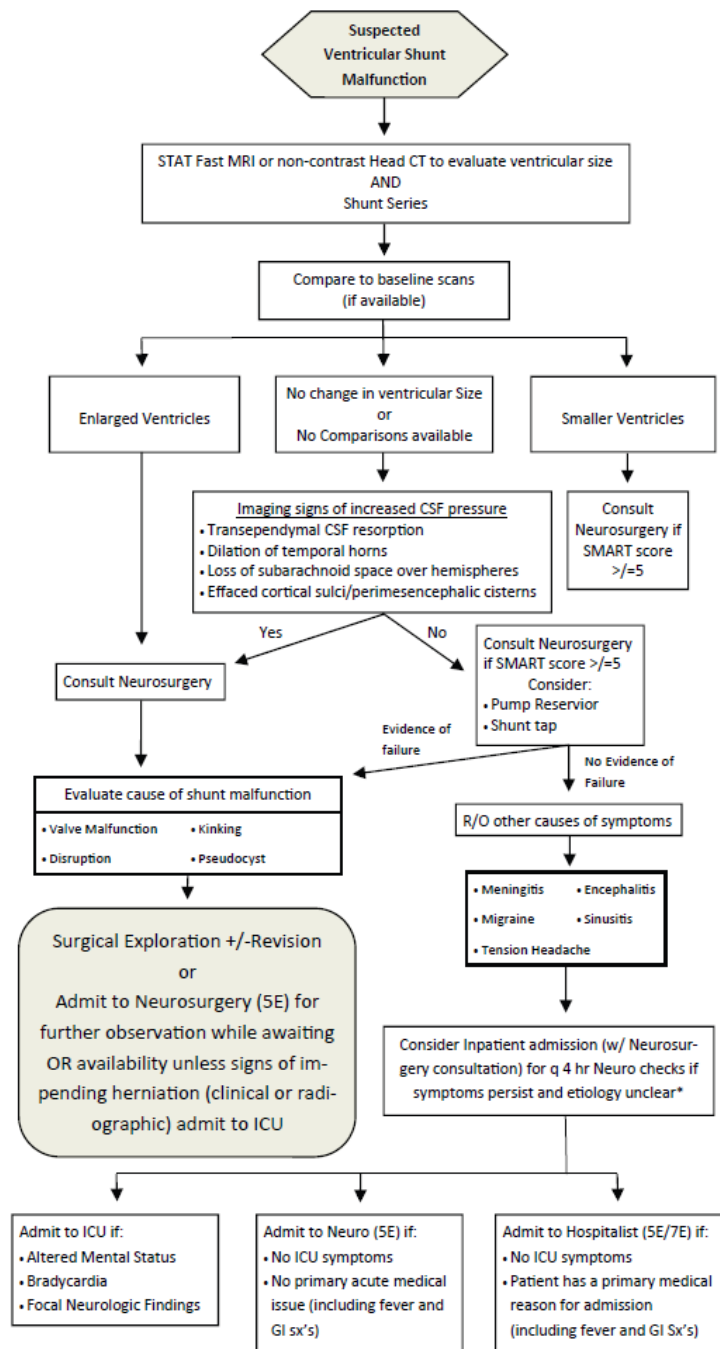 Suspected
Ventricular Shunt
Malfunction
STAT Fast MRI or non-contrast Head CT to evaluate ventricular size
AND
Shunt Series
Compare to baseline scans
(if available)
Enlarged Ventricles
No change in ventricular Size
or
No Comparisons available
Smaller Ventricles
Imaging signs of increased CSF pressure
• Transependymal CSF resorption
• Dilation of temporal horns
• Loss of subarachnoid space over hemispheres
• Effaced cortical sulci/perimesencephalic cisterns
Consult
Neurosurgery if
SMART score
>/=5
Yes
No
Consult Neurosurgery
Consult Neurosurgery
if SMART score >/=5
Consider:
• Pump Reservior
• Shunt tap
Evidence of
failure
No Evidence of
Failure
Evaluate cause of shunt malfunction
• Valve Malfunction • Kinking
• Disruption • Pseudocyst
R/O other causes of symptoms
• Meningitis • Encephalitis
• Migraine • Sinusitis
• Tension Headache
Surgical Exploration +/-Revision
or
Admit to Neurosurgery (5E) for
further observation while awaiting
OR availability unless signs of im-
pending herniation (clinical or radi-
ographic) admit to ICU
Consider Inpatient admission (w/ Neurosur-
gery consultation) for q 4 hr Neuro checks if
symptoms persist and etiology unclear*
Admit to ICU if:
• Altered Mental Status
• Bradycardia
• Focal Neurologic Findings
Admit to Neuro (5E) if:
• No ICU symptoms
• No primary acute medical
issue (including fever and
GI sx's)
Admit to Hospitalist (5E/7E) if:
• No ICU symptoms
• Patient has a primary medical
reason for admission
(including fever and GI Sx's)